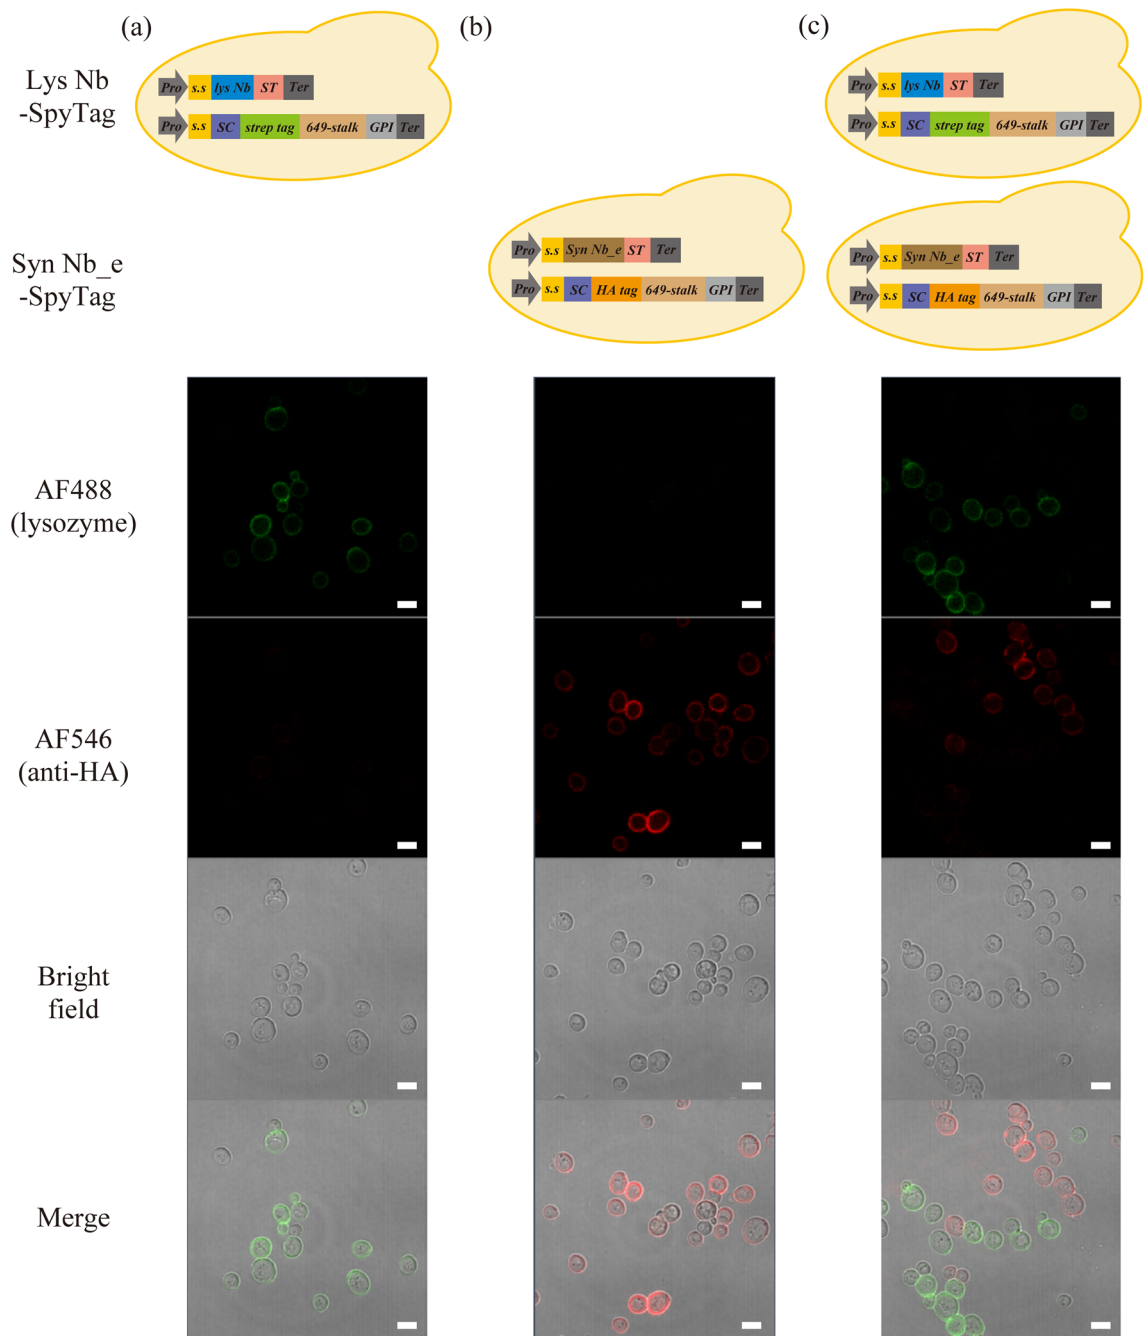 (a)
(b)
(c)
Lys Nb
-SpyTag
Pro s.s lys Nb ST Ter
Pro s.s SC strep tag 649-stalk GPI Ter
Pro s.s lys Nb ST Ter
Pro s.s SC strep tag 649-stalk GPI Ter
Syn Nb_e
-SpyTag
Pro s.s Syn Nb_e ST Ter
Pro s.s SC HA tag 649-stalk GPI Ter
Pro s.s Syn Nb_e ST Ter
Pro s.s SC HA tag 649-stalk GPI Ter
AF488
(lysozyme)
AF546
(anti-HA)
Bright
field
Merge